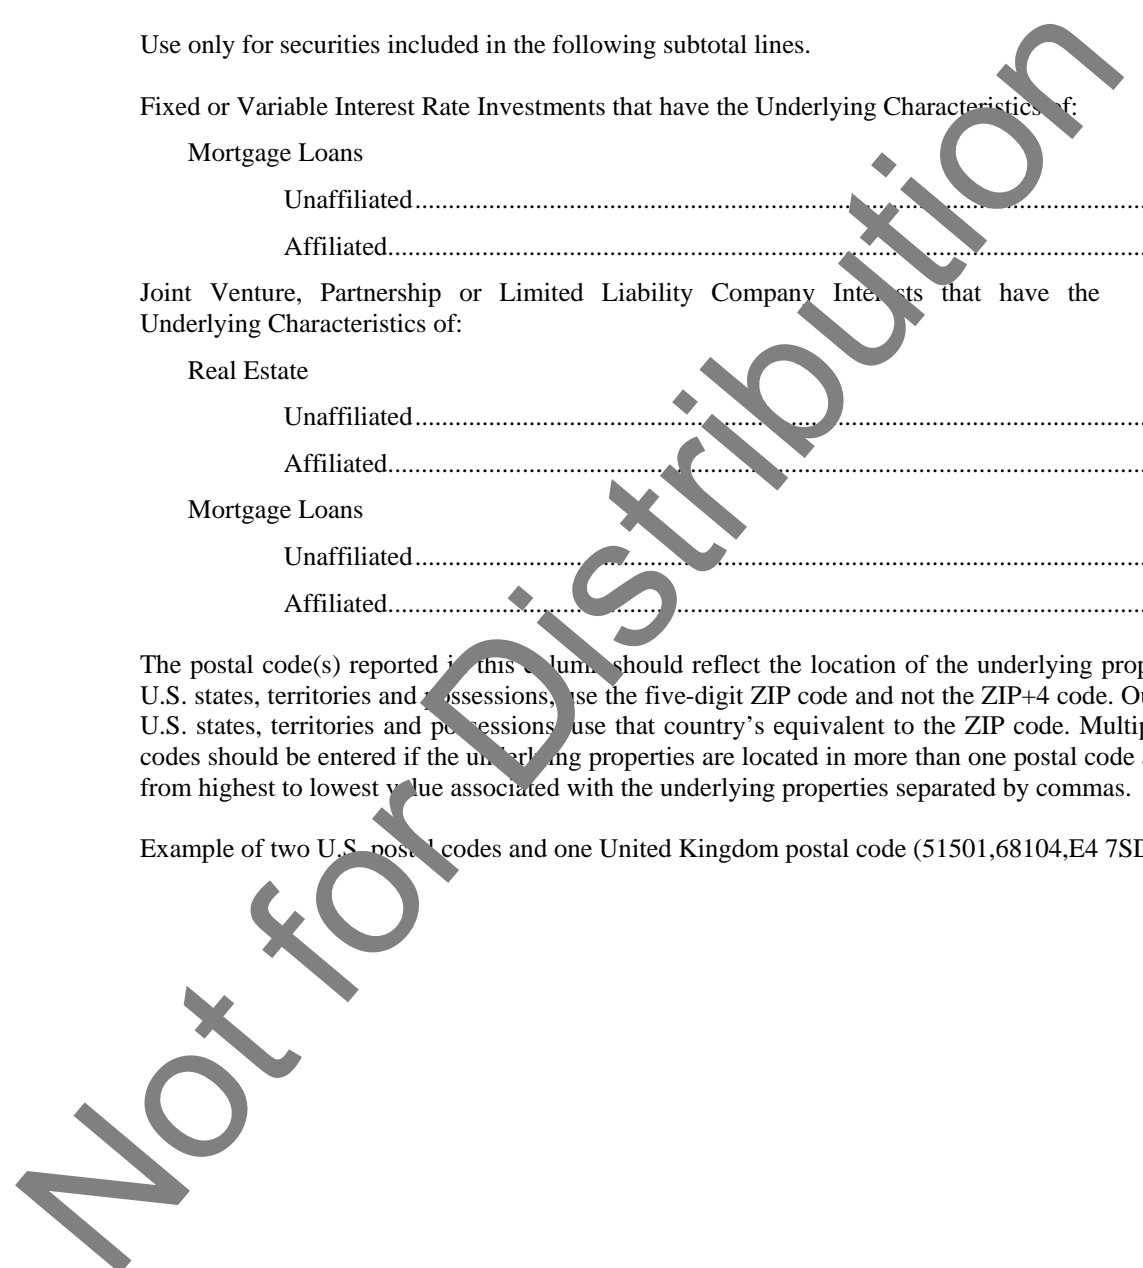 Use only for securities included in the following subtotal lines.
Fixed or Variable Interest Rate Investments that have the Underlying Characteristics of:
Mortgage Loans
Unaffiliated
Affiliated
Joint Venture, Partnership or Limited Liability Company Interests that have the
Underlying Characteristics of:
Real Estate
Unaffiliated
Affiliated
Mortgage Loans
Unaffiliated
Affiliated
The postal code(s) reported in this column should reflect the location of the underlying prop
U.S. states, territories and possessions, use the five-digit ZIP code and not the ZIP+4 code. Ou
U.S. states, territories and possessions use that country’s equivalent to the ZIP code. Multip
codes should be entered if the underlying properties are located in more than one postal code
from highest to lowest value associated with the underlying properties separated by commas.
Example of two U.S. postal codes and one United Kingdom postal code (51501,68104,E4 7SD
Not for Distribution